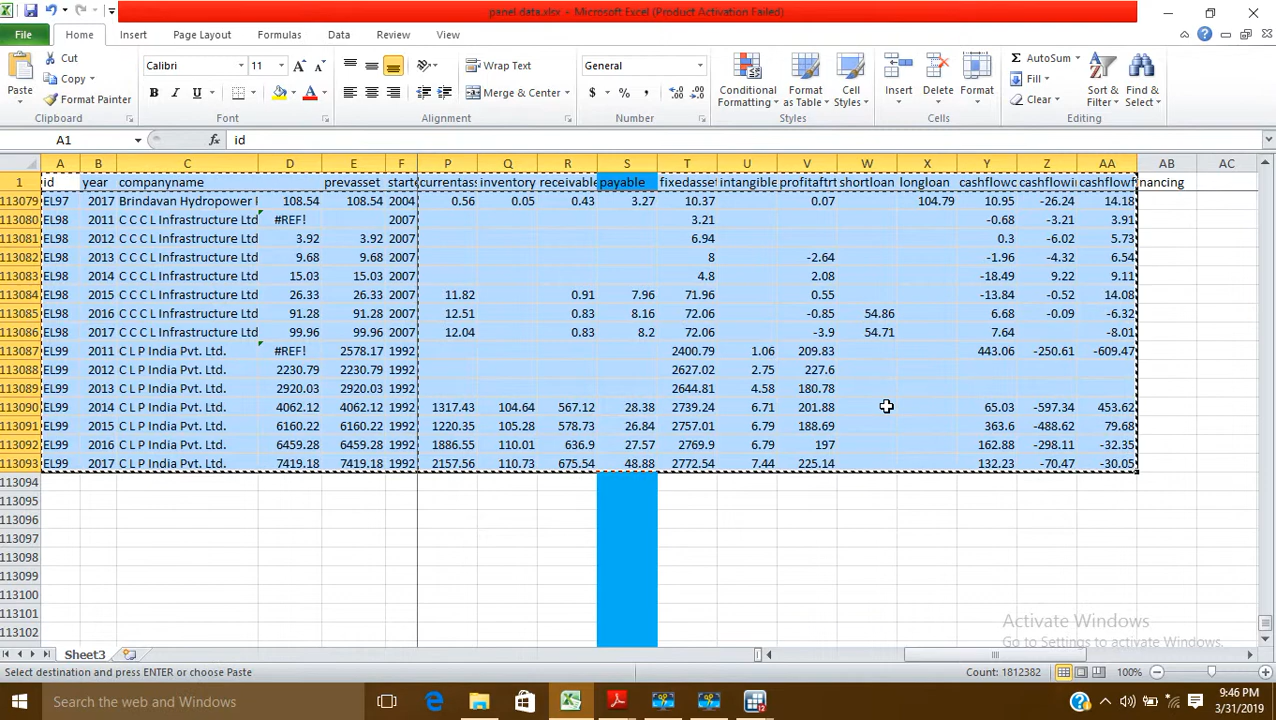 panel data.xlsx - Microsoft Excel (Product Activation Failed)
File Home Insert Page Layout Formulas Data Review View
Cut Calibri 11 Wrap Text General AutoSum
Copy Fill
Paste Format Painter Merge & Center Conditional Formatting Format as Table Cell Styles Insert Delete Format Clear Sort & Filter Find & Select
Clipboard Font Alignment Number Styles Cells Editing
A1 fx id
A B C D E F P Q R S T U V W X Y Z AA AB AC
1 id year companyname prevasset starte currentass inventory receivable payable fixedasset intangible profitaftrt shortloan longloan cashflowc cashflowi cashflowf nancing
113079 EL97 2017 Brindavan Hydropower 108.54 108.54 2004 0.56 0.05 0.43 3.27 10.37 0.07 104.79 10.95 -26.24 14.18
113080 EL98 2011 C C C L Infrastructure Ltd #REF! 2007 3.21 -0.68 -3.21 3.91
113081 EL98 2012 C C C L Infrastructure Ltd 3.92 3.92 2007 6.94 0.3 -6.02 5.73
113082 EL98 2013 C C C L Infrastructure Ltd 9.68 9.68 2007 8 -2.64 -1.96 -4.32 6.54
113083 EL98 2014 C C C L Infrastructure Ltd 15.03 15.03 2007 4.8 2.08 -18.49 9.22 9.11
113084 EL98 2015 C C C L Infrastructure Ltd 26.33 26.33 2007 11.82 0.91 7.96 71.96 0.55 -13.84 -0.52 14.08
113085 EL98 2016 C C C L Infrastructure Ltd 91.28 91.28 2007 12.51 0.83 8.16 72.06 -0.85 54.86 6.68 -0.09 -6.32
113086 EL98 2017 C C C L Infrastructure Ltd 99.96 99.96 2007 12.04 0.83 8.2 72.06 -3.9 54.71 7.64 -8.01
113087 EL99 2011 C L P India Pvt. Ltd. #REF! 2578.17 1992 2400.79 1.06 209.83 443.06 -250.61 -609.47
113088 EL99 2012 C L P India Pvt. Ltd. 2230.79 2230.79 1992 2627.02 2.75 227.6
113089 EL99 2013 C L P India Pvt. Ltd. 2920.03 2920.03 1992 2644.81 4.58 180.78
113090 EL99 2014 C L P India Pvt. Ltd. 4062.12 4062.12 1992 1317.43 104.64 567.12 28.38 2739.24 6.71 201.88 65.03 -597.34 453.62
113091 EL99 2015 C L P India Pvt. Ltd. 6160.22 6160.22 1992 1220.35 105.28 578.73 26.84 2757.01 6.79 188.69 363.6 -488.62 79.68
113092 EL99 2016 C L P India Pvt. Ltd. 6459.28 6459.28 1992 1886.55 110.01 636.9 27.57 2769.9 6.79 197 162.88 -298.11 -32.35
113093 EL99 2017 C L P India Pvt. Ltd. 7419.18 7419.18 1992 2157.56 110.73 675.54 48.88 2772.54 7.44 225.14 132.23 -70.47 -30.05
113094
113095
113096
113097
113098
113099
113100
113101
113102
Activate Windows
Go to Settings to activate Windows.
Sheet3
Select destination and press ENTER or choose Paste Count: 1812382 100%
Search the web and Windows
9:46 PM
3/31/2019